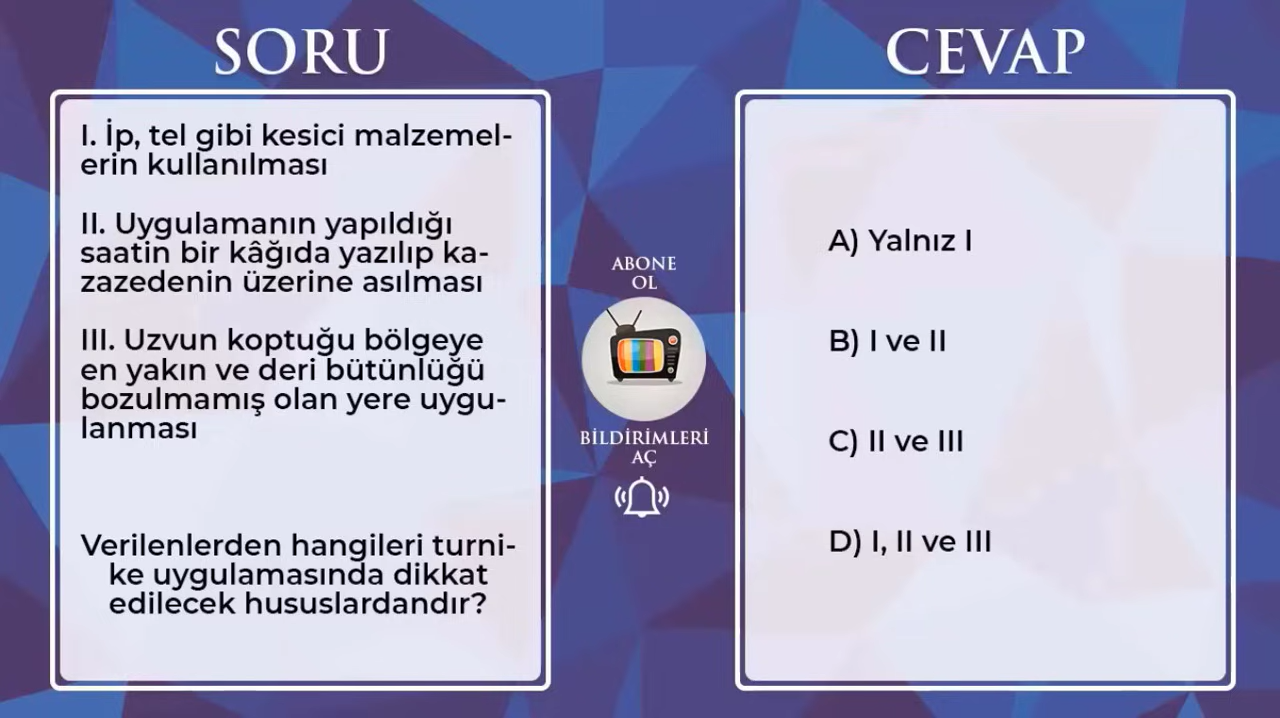 SORU
I. İp, tel gibi kesici malzemel-
erin kullanılması
II. Uygulamanın yapıldığı
saatin bir kâğıda yazılıp ka-
zazedenin üzerine asılması
III. Uzvun koptuğu bölgeye
en yakın ve deri bütünlüğü
bozulmamış olan yere uygu-
lanması
Verilenlerden hangileri turni-
ke uygulamasında dikkat
edilecek hususlardandır?
ABONE
OL
BİLDİRİMLERİ
AÇ
CEVAP
A) Yalnız I
B) I ve II
C) II ve III
D) I, II ve III